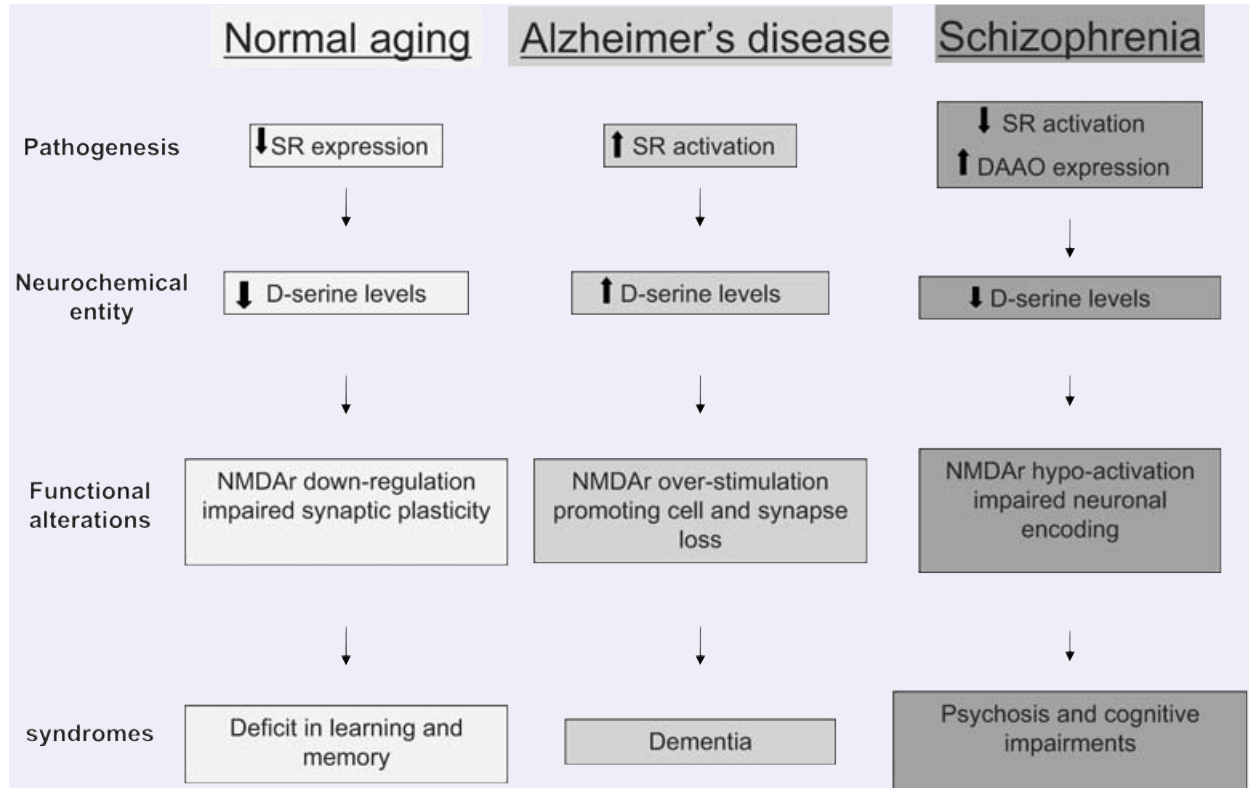 Normal aging
Alzheimer's disease
Schizophrenia
Pathogenesis
↓ SR expression
↑ SR activation
↓ SR activation
↑ DAAO expression
Neurochemical
entity
↓ D-serine levels
↑ D-serine levels
↓ D-serine levels
Functional
alterations
NMDAr down-regulation
impaired synaptic plasticity
NMDAr over-stimulation
promoting cell and synapse
loss
NMDAr hypo-activation
impaired neuronal
encoding
syndromes
Deficit in learning and
memory
Dementia
Psychosis and cognitive
impairments